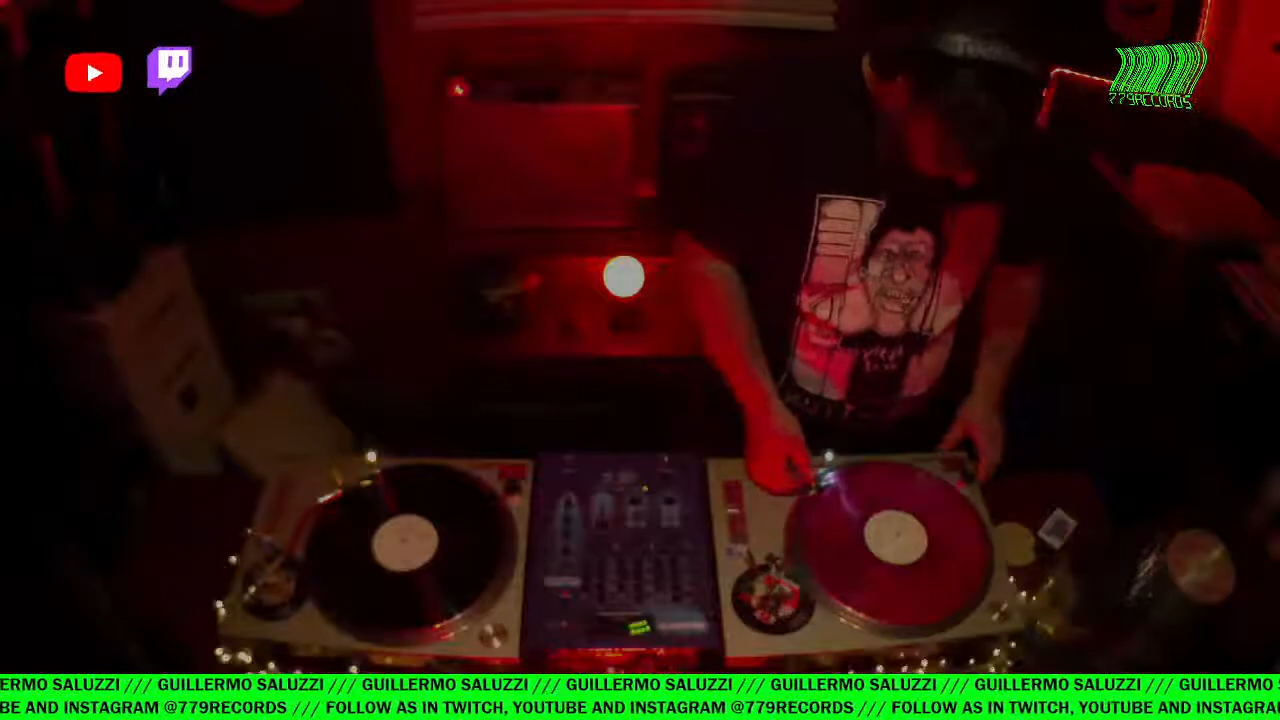 779RECORDS
ERMO SALUZZI /// GUILLERMO SALUZZI /// GUILLERMO SALUZZI /// GUILLERMO SALUZZI /// GUILLERMO SALUZZI /// GUILLERMO SALUZZI /// GUILLERMO
BE AND INSTAGRAM @779RECORDS /// FOLLOW AS IN TWITCH, YOUTUBE AND INSTAGRAM @779RECORDS /// FOLLOW AS IN TWITCH, YOUTUBE AND INSTAGRA